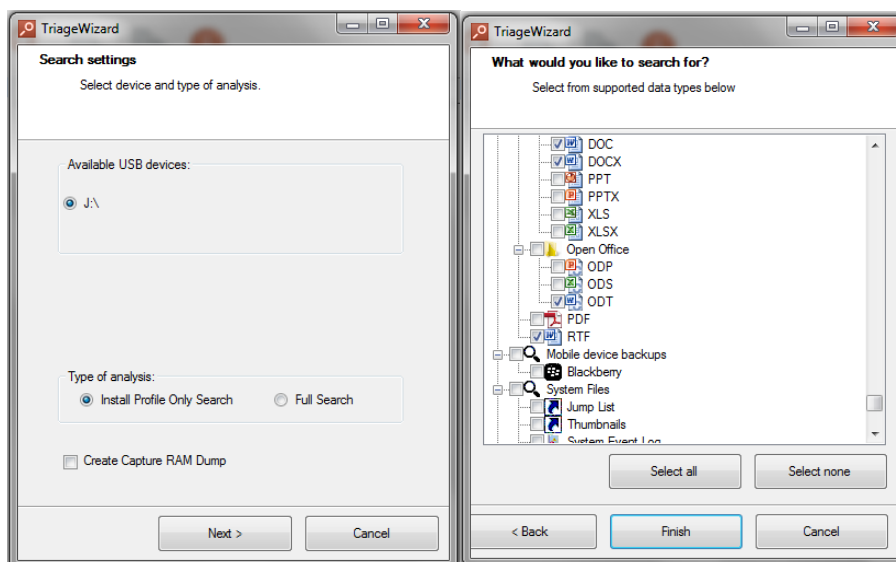 TriageWizard
Search settings
Select device and type of analysis.
Available USB devices:
J:\
Type of analysis:
Install Profile Only Search
Full Search
Create Capture RAM Dump
Next >
Cancel
TriageWizard
What would you like to search for?
Select from supported data types below
DOC
DOCX
PPT
PPTX
XLS
XLSX
Open Office
ODP
ODS
ODT
PDF
RTF
Mobile device backups
Blackberry
System Files
Jump List
Thumbnails
System Event Log
Select all
Select none
< Back
Finish
Cancel